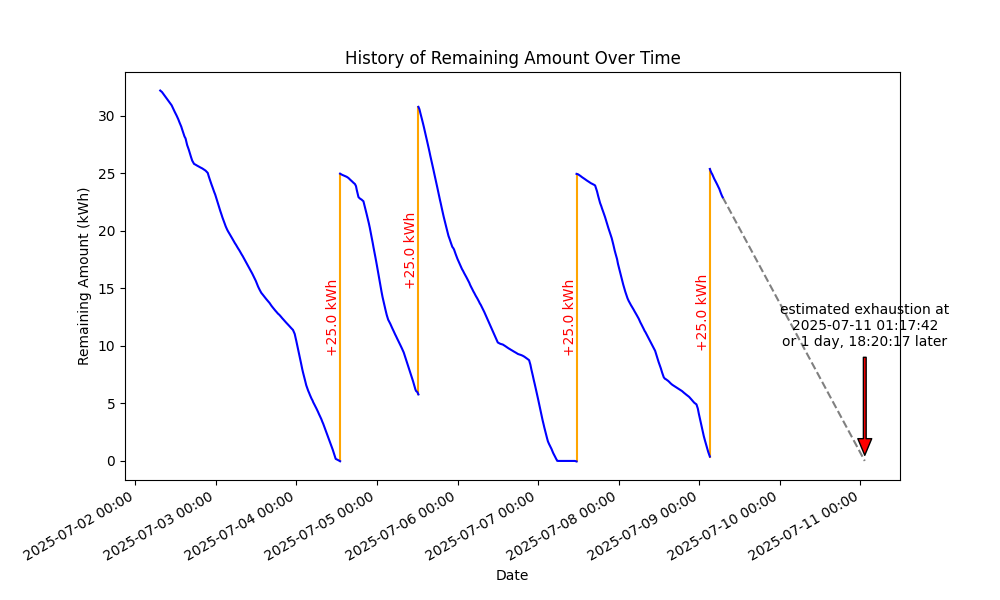 History of Remaining Amount Over Time
Remaining Amount (kWh)
30
25
20
15
10
5
0
+25.0 kWh
+25.0 kWh
+25.0 kWh
+25.0 kWh
estimated exhaustion at
2025-07-11 01:17:42
or 1 day, 18:20:17 later
2025-07-02 00:00
2025-07-03 00:00
2025-07-04 00:00
2025-07-05 00:00
2025-07-06 00:00
2025-07-07 00:00
2025-07-08 00:00
2025-07-09 00:00
2025-07-10 00:00
2025-07-11 00:00
Date